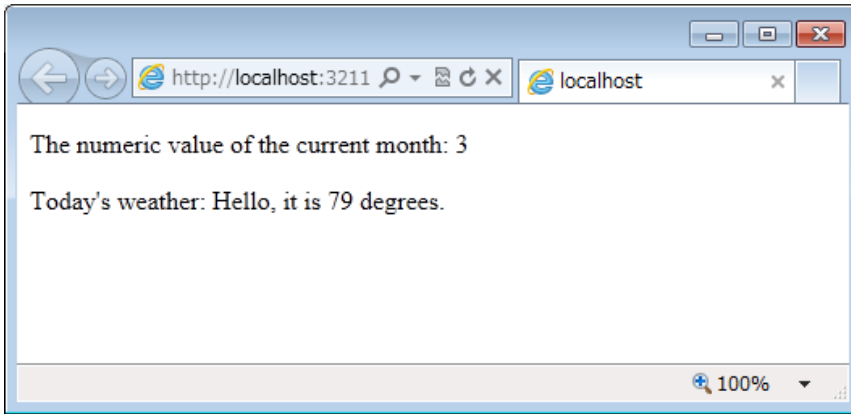 http://localhost:3211
localhost
The numeric value of the current month: 3
Today's weather: Hello, it is 79 degrees.
100%